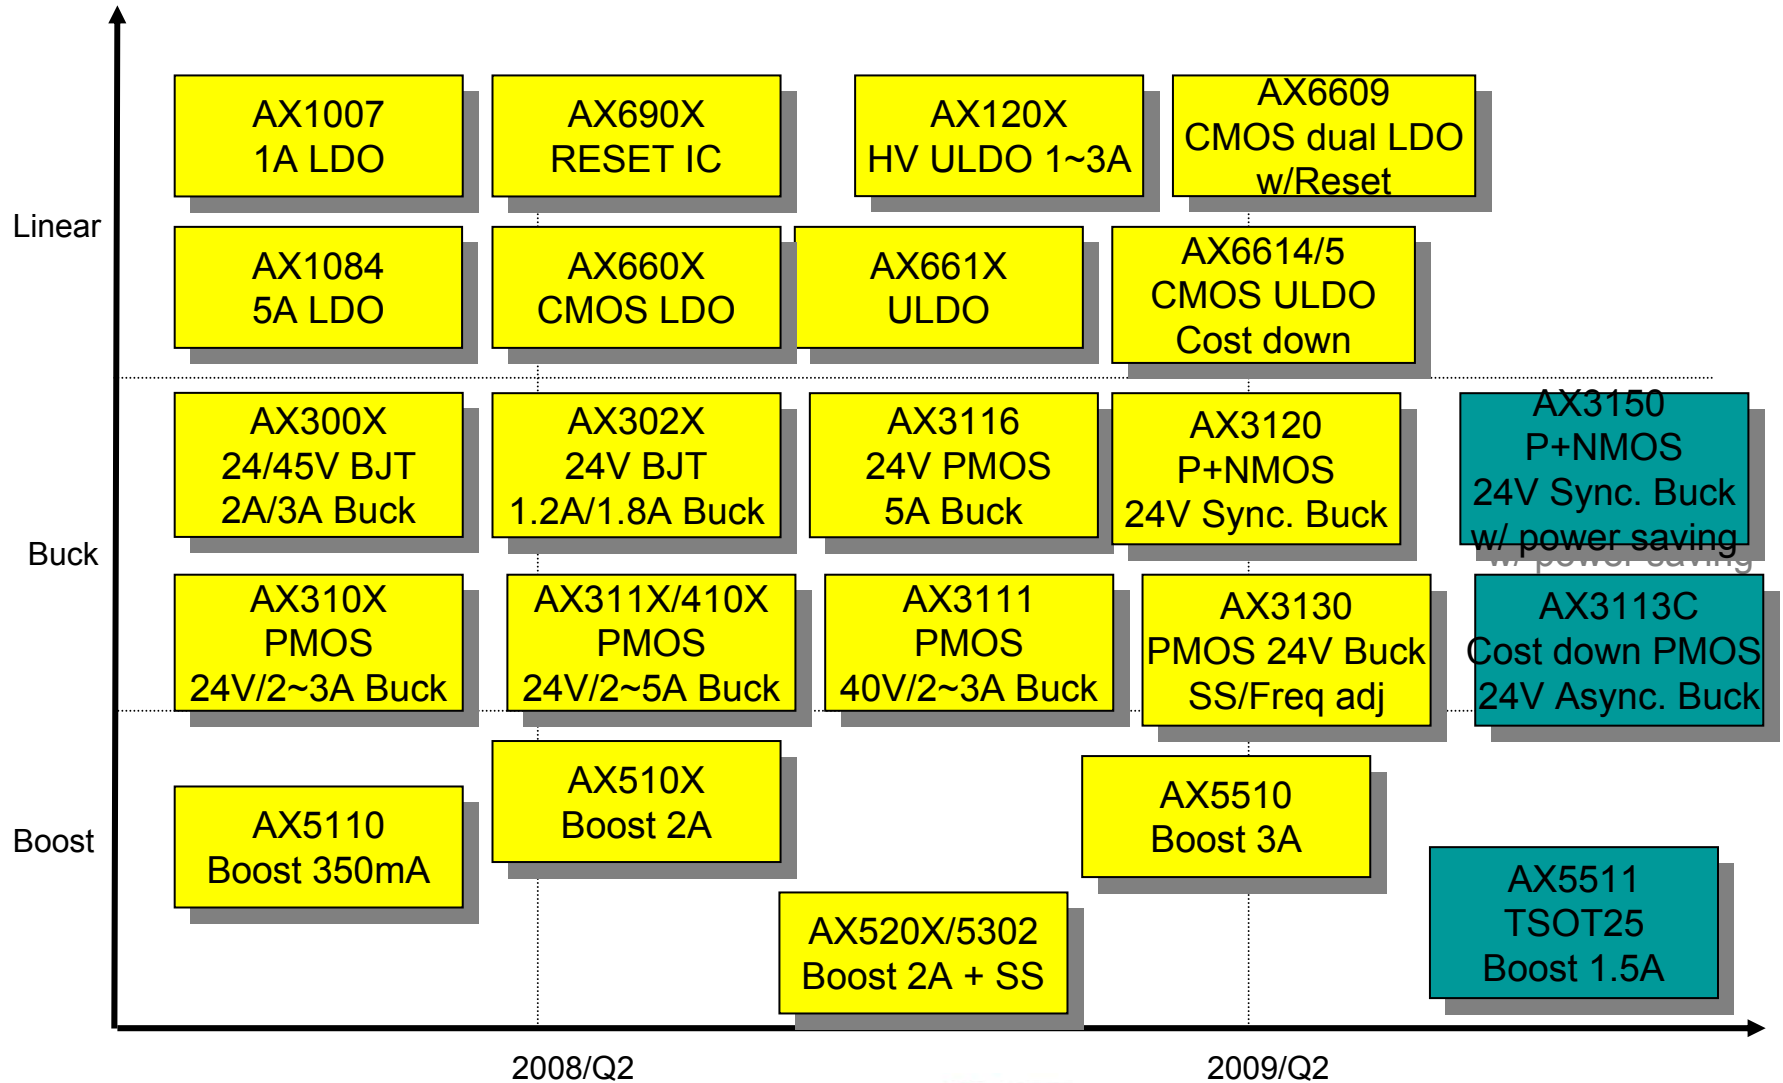 AX1007
1A LDO
AX690X
RESET IC
AX120X
HV ULDO 1~3A
AX6609
CMOS dual LDO
w/Reset
Linear
AX1084
5A LDO
AX660X
CMOS LDO
AX661X
ULDO
AX6614/5
CMOS ULDO
Cost down
AX300X
24/45V BJT
2A/3A Buck
AX302X
24V BJT
1.2A/1.8A Buck
AX3116
24V PMOS
5A Buck
AX3120
P+NMOS
24V Sync. Buck
AX3150
P+NMOS
24V Sync. Buck
w/ power saving
Buck
AX310X
PMOS
24V/2~3A Buck
AX311X/410X
PMOS
24V/2~5A Buck
AX3111
PMOS
40V/2~3A Buck
AX3130
PMOS 24V Buck
SS/Freq adj
AX3113C
Cost down PMOS
24V Async. Buck
Boost
AX5110
Boost 350mA
AX510X
Boost 2A
AX520X/5302
Boost 2A + SS
AX5510
Boost 3A
AX5511
TSOT25
Boost 1.5A
2008/Q2
2009/Q2